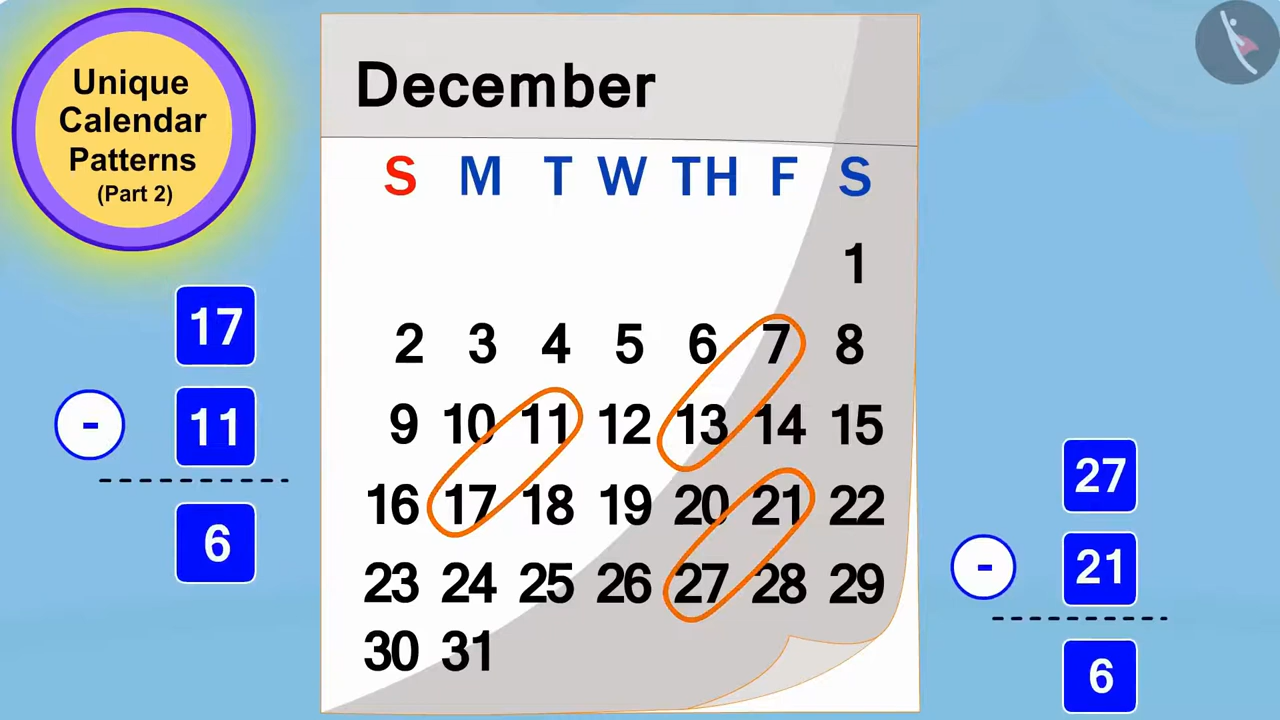 Unique
Calendar
Patterns
(Part 2)
December
S M T W TH F S
1
2 3 4 5 6 7 8
9 10 11 12 13 14 15
16 17 18 19 20 21 22
23 24 25 26 27 28 29
30 31
17
- 11
6
27
- 21
6